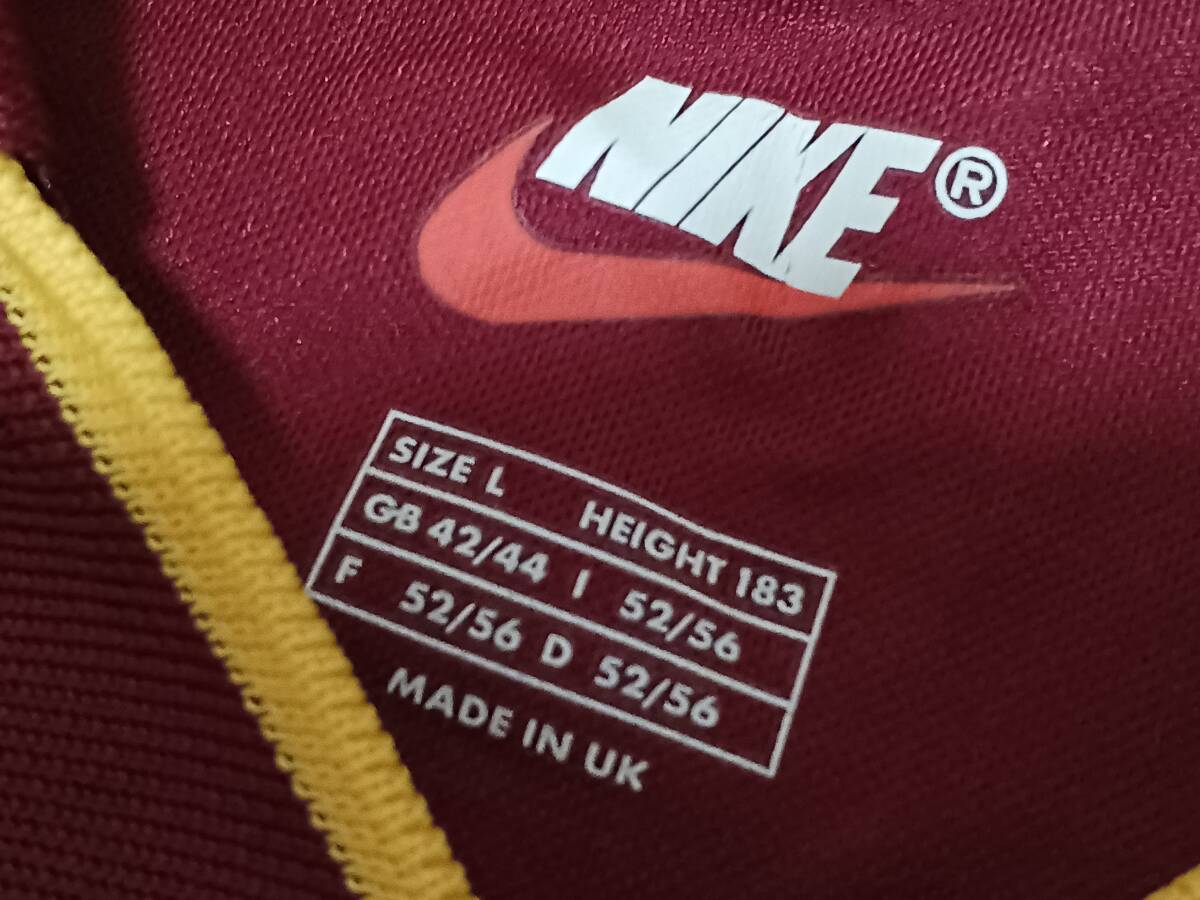 NIKE®
SIZE L HEIGHT 183
GB 42/44 I 52/56
F 52/56 D 52/56
MADE IN UK